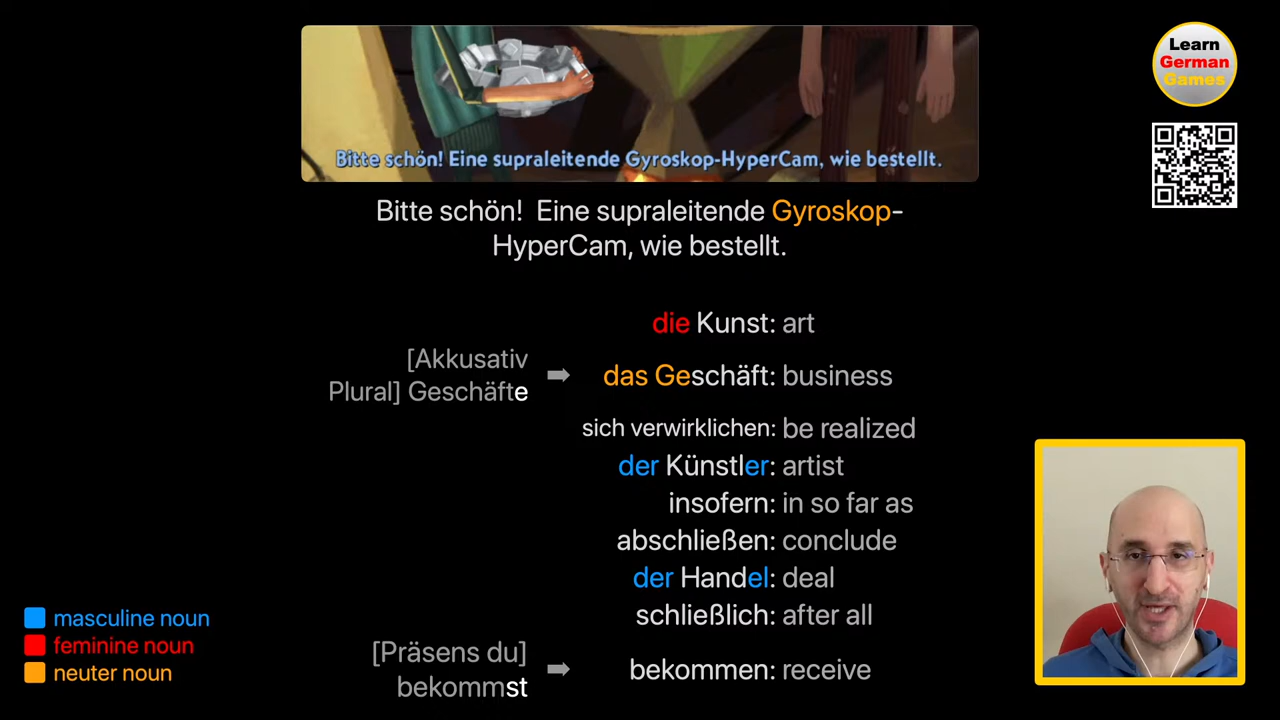 Learn
German
Games
Bitte schön! Eine supraleitende Gyroskop-HyperCam, wie bestellt.
Bitte schön! Eine supraleitende Gyroskop-
HyperCam, wie bestellt.
die Kunst: art
[Akkusativ
Plural] Geschäfte
➡ das Geschäft: business
sich verwirklichen: be realized
der Künstler: artist
insofern: in so far as
abschließen: conclude
der Handel: deal
schließlich: after all
[Präsens du]
bekommst
➡ bekommen: receive
masculine noun
feminine noun
neuter noun